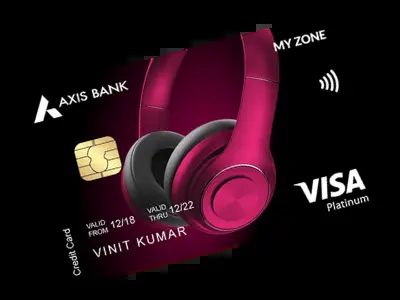 AXIS BANK
MY ZONE
VISA
Platinum
VALID FROM 12/18 VALID THRU 12/22
VINIT KUMAR
Credit Card